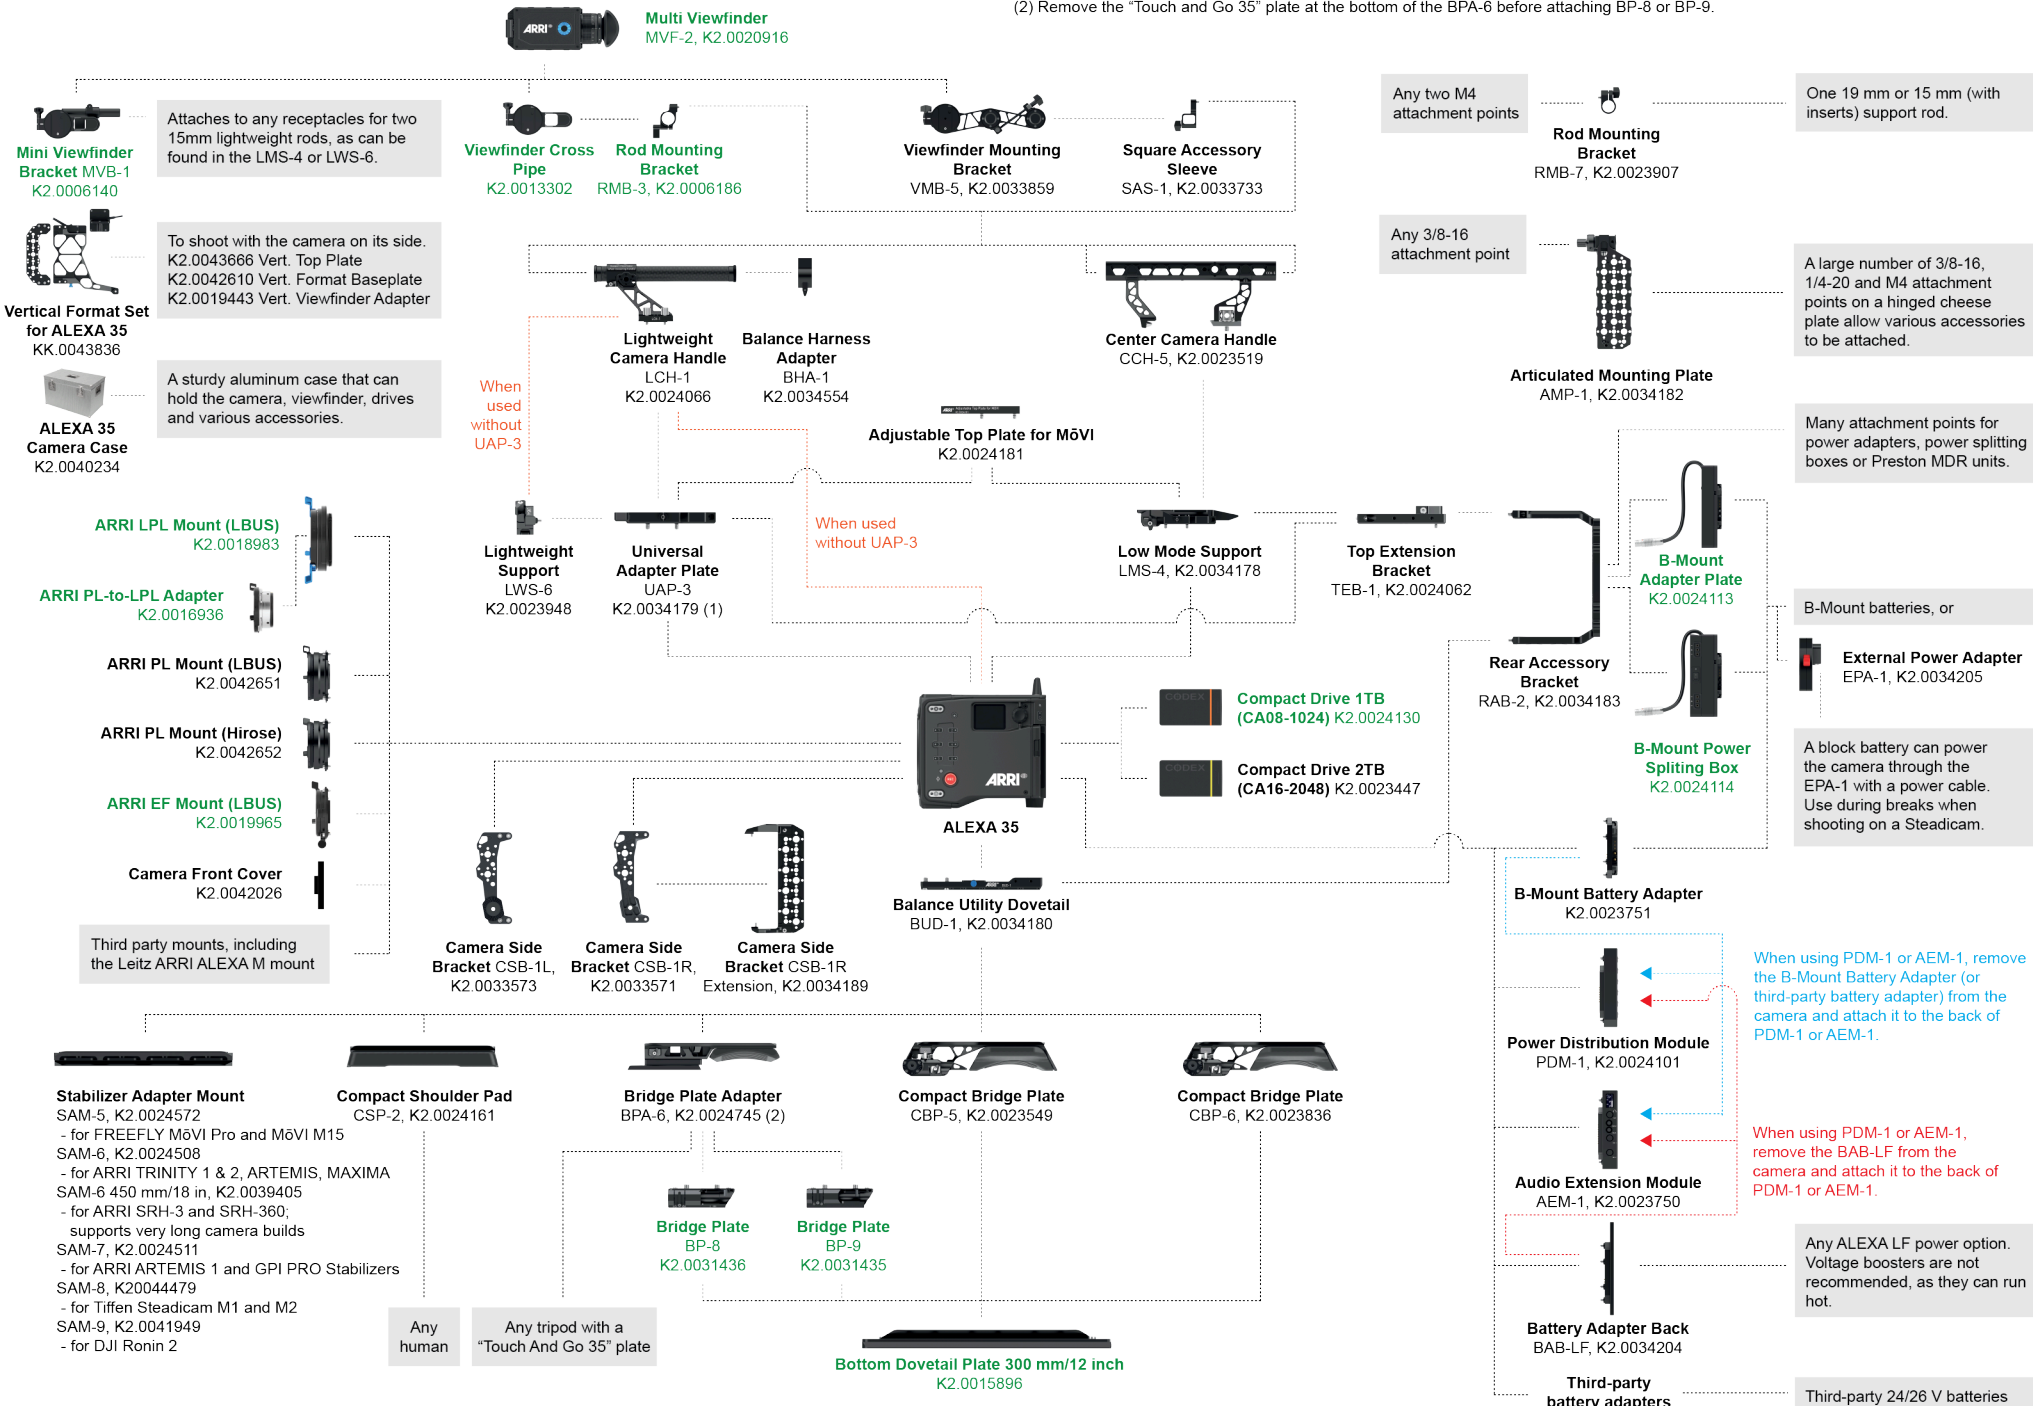 (2) Remove the “Touch and Go 35” plate at the bottom of the BPA-6 before attaching BP-8 or BP-9.
ARRI
Multi Viewfinder
MVF-2, K2.0020916
Mini Viewfinder
Bracket MVB-1
K2.0006140
Attaches to any receptacles for two
15mm lightweight rods, as can be
found in the LMS-4 or LWS-6.
Viewfinder Cross
Pipe
K2.0013302
Rod Mounting
Bracket
RMB-3, K2.0006186
Viewfinder Mounting
Bracket
VMB-5, K2.0033859
Square Accessory
Sleeve
SAS-1, K2.0033733
Any two M4
attachment points
Rod Mounting
Bracket
RMB-7, K2.0023907
One 19 mm or 15 mm (with
inserts) support rod.
Vertical Format Set
for ALEXA 35
KK.0043836
To shoot with the camera on its side.
K2.0043666 Vert. Top Plate
K2.0042610 Vert. Format Baseplate
K2.0019443 Vert. Viewfinder Adapter
Any 3/8-16
attachment point
A large number of 3/8-16,
1/4-20 and M4 attachment
points on a hinged cheese
plate allow various accessories
to be attached.
Articulated Mounting Plate
AMP-1, K2.0034182
ALEXA 35
Camera Case
K2.0040234
A sturdy aluminum case that can
hold the camera, viewfinder, drives
and various accessories.
Lightweight
Camera Handle
LCH-1
K2.0024066
Balance Harness
Adapter
BHA-1
K2.0034554
Center Camera Handle
CCH-5, K2.0023519
When
used
without
UAP-3
Adjustable Top Plate for MōVI
K2.0024181
Many attachment points for
power adapters, power splitting
boxes or Preston MDR units.
ARRI LPL Mount (LBUS)
K2.0018983
ARRI PL-to-LPL Adapter
K2.0016936
ARRI PL Mount (LBUS)
K2.0042651
ARRI PL Mount (Hirose)
K2.0042652
ARRI EF Mount (LBUS)
K2.0019965
Camera Front Cover
K2.0042026
Third party mounts, including
the Leitz ARRI ALEXA M mount
Lightweight
Support
LWS-6
K2.0023948
Universal
Adapter Plate
UAP-3
K2.0034179 (1)
When used
without UAP-3
Low Mode Support
LMS-4, K2.0034178
Top Extension
Bracket
TEB-1, K2.0024062
Rear Accessory
Bracket
RAB-2, K2.0034183
B-Mount
Adapter Plate
K2.0024113
B-Mount Power
Spliting Box
K2.0024114
B-Mount batteries, or
External Power Adapter
EPA-1, K2.0034205
A block battery can power
the camera through the
EPA-1 with a power cable.
Use during breaks when
shooting on a Steadicam.
ARRI
ALEXA 35
CODEX
Compact Drive 1TB
(CA08-1024) K2.0024130
CODEX
Compact Drive 2TB
(CA16-2048) K2.0023447
Camera Side
Bracket CSB-1L,
K2.0033573
Camera Side
Bracket CSB-1R,
K2.0033571
Camera Side
Bracket CSB-1R
Extension, K2.0034189
ARRI
Balance Utility Dovetail
BUD-1, K2.0034180
B-Mount Battery Adapter
K2.0023751
Power Distribution Module
PDM-1, K2.0024101
When using PDM-1 or AEM-1, remove
the B-Mount Battery Adapter (or
third-party battery adapter) from the
camera and attach it to the back of
PDM-1 or AEM-1.
Audio Extension Module
AEM-1, K2.0023750
When using PDM-1 or AEM-1,
remove the BAB-LF from the
camera and attach it to the back of
PDM-1 or AEM-1.
Battery Adapter Back
BAB-LF, K2.0034204
Any ALEXA LF power option.
Voltage boosters are not
recommended, as they can run
hot.
Third-party
battery adapters
Third-party 24/26 V batteries
Stabilizer Adapter Mount
SAM-5, K2.0024572
- for FREEFLY MōVI Pro and MōVI M15
SAM-6, K2.0024508
- for ARRI TRINITY 1 & 2, ARTEMIS, MAXIMA
SAM-6 450 mm/18 in, K2.0039405
- for ARRI SRH-3 and SRH-360;
supports very long camera builds
SAM-7, K2.0024511
- for ARRI ARTEMIS 1 and GPI PRO Stabilizers
SAM-8, K20044479
- for Tiffen Steadicam M1 and M2
SAM-9, K2.0041949
- for DJI Ronin 2
Compact Shoulder Pad
CSP-2, K2.0024161
Any
human
Bridge Plate Adapter
BPA-6, K2.0024745 (2)
Any tripod with a
“Touch And Go 35” plate
Bridge Plate
BP-8
K2.0031436
Bridge Plate
BP-9
K2.0031435
Compact Bridge Plate
CBP-5, K2.0023549
Compact Bridge Plate
CBP-6, K2.0023836
Bottom Dovetail Plate 300 mm/12 inch
K2.0015896